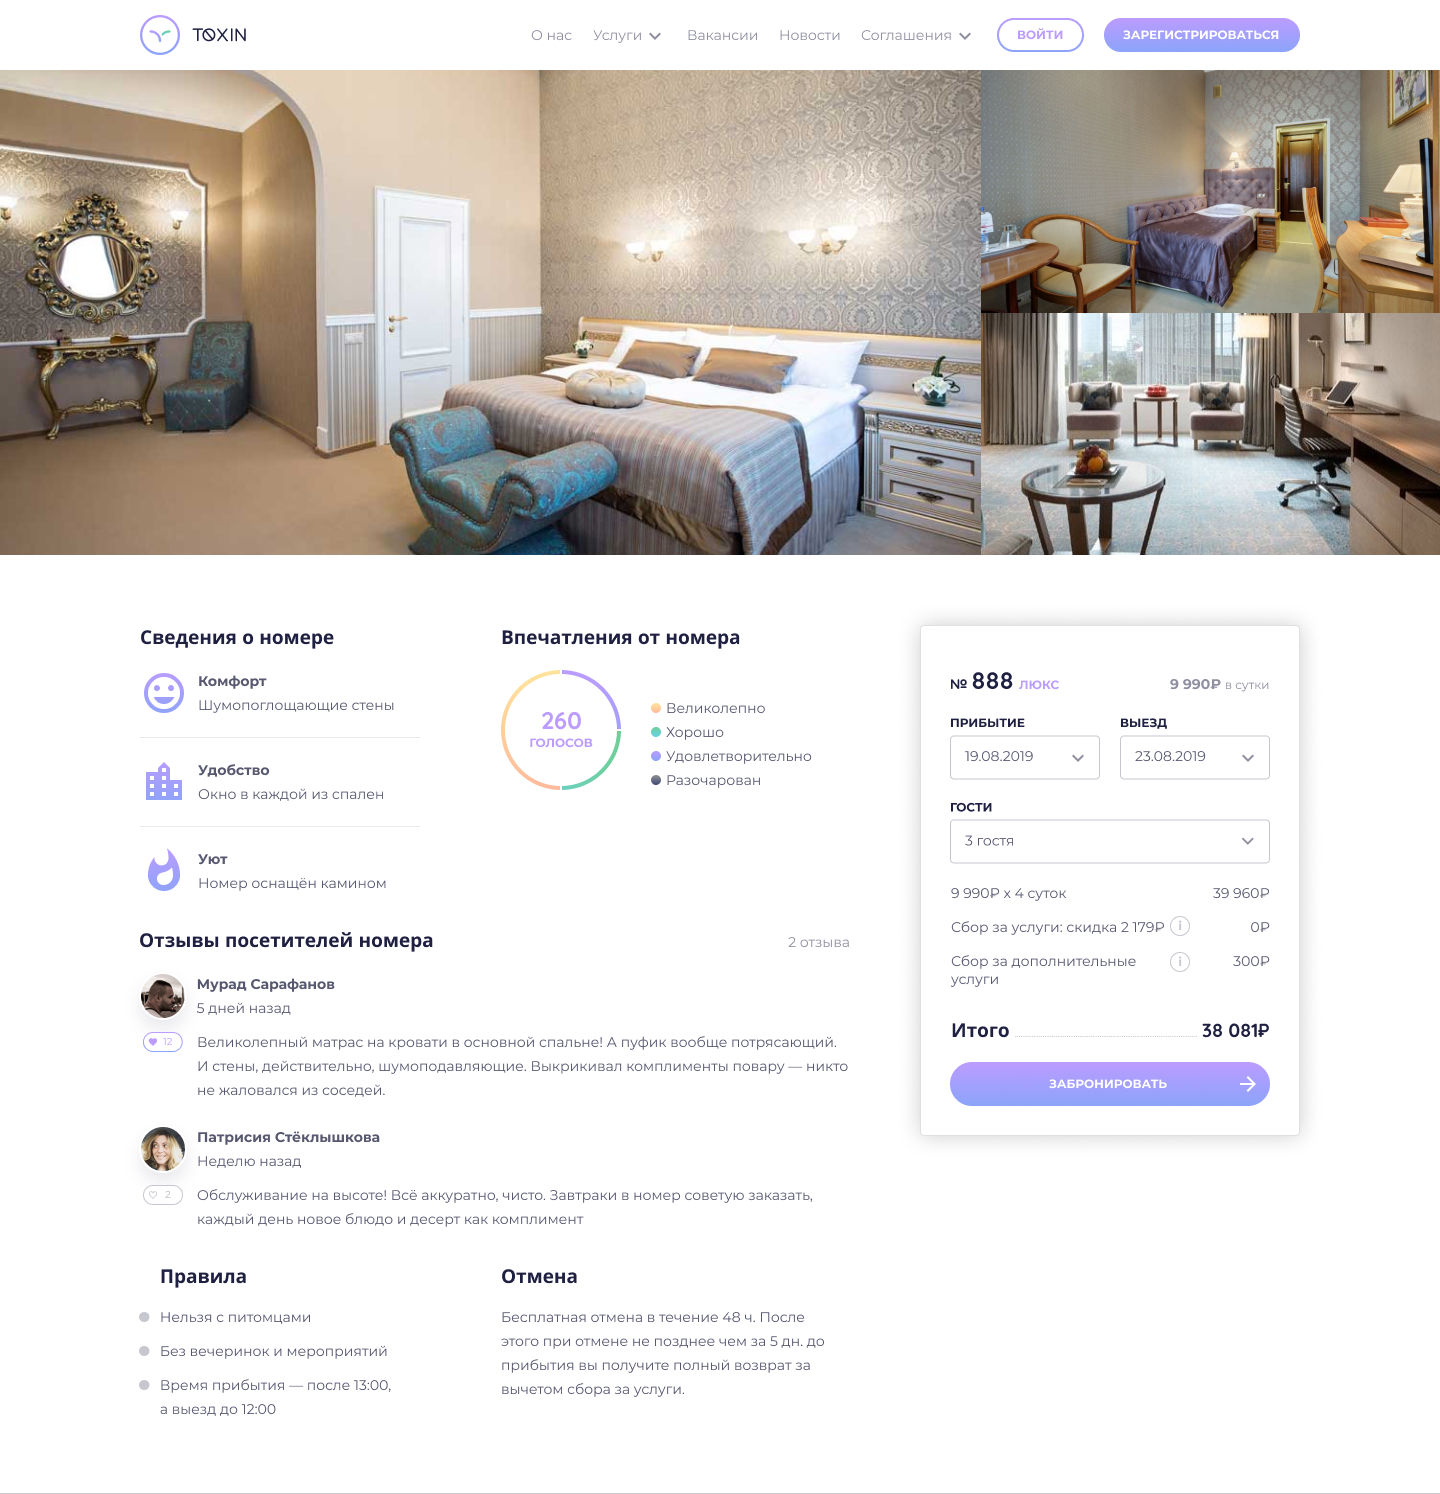 TOXIN
О нас
Услуги
Вакансии
Новости
Соглашения
ВОЙТИ
ЗАРЕГИСТРИРОВАТЬСЯ
Сведения о номере
Комфорт
Шумопоглощающие стены
Удобство
Окно в каждой из спален
Уют
Номер оснащён камином
Впечатления от номера
260
ГОЛОСОВ
Великолепно
Хорошо
Удовлетворительно
Разочарован
Отзывы посетителей номера
2 отзыва
Мурад Сарафанов
5 дней назад
12
Великолепный матрас на кровати в основной спальне! А пуфик вообще потрясающий.
И стены, действительно, шумоподавляющие. Выкрикивал комплименты повару — никто
не жаловался из соседей.
Патрисия Стёклышкова
Неделю назад
2
Обслуживание на высоте! Всё аккуратно, чисто. Завтраки в номер советую заказать,
каждый день новое блюдо и десерт как комплимент
Правила
Нельзя с питомцами
Без вечеринок и мероприятий
Время прибытия — после 13:00,
а выезд до 12:00
Отмена
Бесплатная отмена в течение 48 ч. После
этого при отмене не позднее чем за 5 дн. до
прибытия вы получите полный возврат за
вычетом сбора за услуги.
№ 888 ЛЮКС
9 990₽ в сутки
ПРИБЫТИЕ
ВЫЕЗД
19.08.2019
23.08.2019
ГОСТИ
3 гостя
9 990₽ х 4 суток
39 960₽
Сбор за услуги: скидка 2 179₽
0₽
Сбор за дополнительные
услуги
300₽
Итого
38 081₽
ЗАБРОНИРОВАТЬ